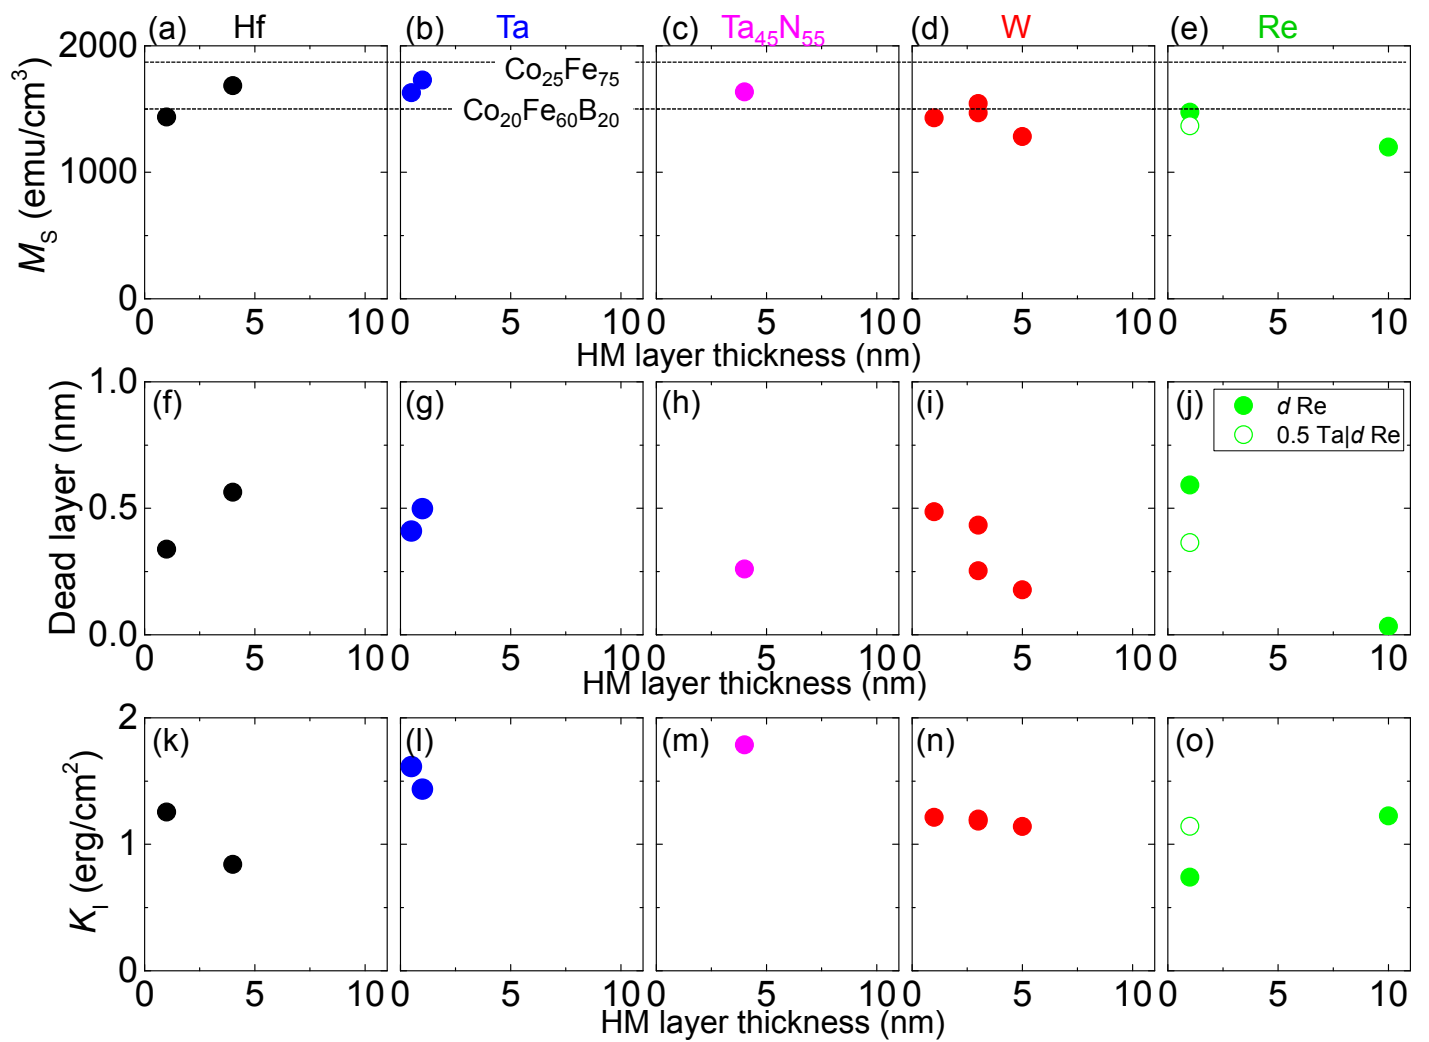 (a) Hf (b) Ta (c) Ta45N55 (d) W (e) Re
2000
Co25Fe75
Co20Fe60B20
1000
MS (emu/cm3)
0
0 5 10 0 5 10 0 5 10 0 5 10 0 5 10
HM layer thickness (nm)
1.0
(f) (g) (h) (i) (j)
d Re
0.5 Ta|d Re
0.5
Dead layer (nm)
0.0
0 5 10 0 5 10 0 5 10 0 5 10 0 5 10
HM layer thickness (nm)
2
(k) (l) (m) (n) (o)
1
KI (erg/cm2)
0
0 5 10 0 5 10 0 5 10 0 5 10 0 5 10
HM layer thickness (nm)